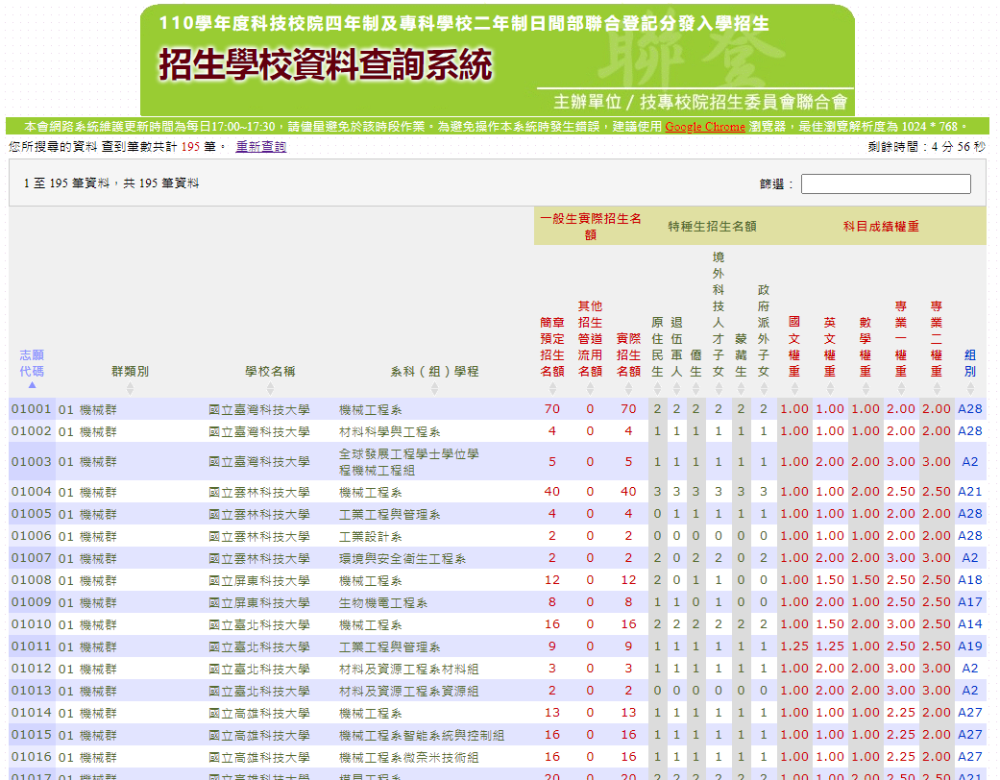 110學年度科技校院四年制及專科學校二年制日間部聯合登記分發入學招生
聯登
招生學校資料查詢系統
主辦單位 / 技專校院招生委員會聯合會
本會網路系統維護更新時間為每日17:00~17:30，請儘量避免於該時段作業。為避免操作本系統時發生錯誤，建議使用 Google Chrome 瀏覽器，最佳瀏覽解析度為 1024 * 768。
您所搜尋的資料 查到筆數共計 195 筆。 重新查詢 剩餘時間：4 分 56 秒
1 至 195 筆資料，共 195 筆資料 篩選：
一般生實際招生名額 特種生招生名額 科目成績權重
志願代碼 群類別 學校名稱 系科（組）學程 簡章預定招生名額 其他招生管道流用名額 實際招生名額 原住民生 退伍軍人 僑生 境外科技人才子女 蒙藏生 政府派外子女 國文權重 英文權重 數學權重 專業一權重 專業二權重 組別
01001 01 機械群 國立臺灣科技大學 機械工程系 70 0 70 2 2 2 2 2 2 1.00 1.00 1.00 2.00 2.00 A28
01002 01 機械群 國立臺灣科技大學 材料科學與工程系 4 0 4 1 1 1 1 1 1 1.00 1.00 1.00 2.00 2.00 A28
01003 01 機械群 國立臺灣科技大學 全球發展工程學士學位學程機械工程組 5 0 5 1 1 1 1 1 1 1.00 2.00 2.00 3.00 3.00 A2
01004 01 機械群 國立雲林科技大學 機械工程系 40 0 40 3 3 3 3 3 3 1.00 1.00 2.00 2.50 2.50 A21
01005 01 機械群 國立雲林科技大學 工業工程與管理系 4 0 4 0 1 1 1 1 1 1.00 1.00 1.00 2.00 2.00 A28
01006 01 機械群 國立雲林科技大學 工業設計系 2 0 2 0 0 0 0 0 0 1.00 1.00 1.00 2.00 2.00 A28
01007 01 機械群 國立雲林科技大學 環境與安全衛生工程系 2 0 2 2 0 2 2 0 2 1.00 2.00 2.00 3.00 3.00 A2
01008 01 機械群 國立屏東科技大學 機械工程系 12 0 12 2 0 1 1 0 0 1.00 1.50 1.50 2.50 2.50 A18
01009 01 機械群 國立屏東科技大學 生物機電工程系 8 0 8 1 1 0 1 0 0 1.00 1.00 2.00 2.50 2.50 A17
01010 01 機械群 國立臺北科技大學 機械工程系 16 0 16 2 2 2 2 2 2 1.00 1.50 2.00 3.00 2.50 A14
01011 01 機械群 國立臺北科技大學 工業工程與管理系 9 0 9 1 1 1 1 1 1 1.25 1.25 1.00 2.50 2.50 A19
01012 01 機械群 國立臺北科技大學 材料及資源工程系材料組 3 0 3 1 1 1 1 1 1 1.00 2.00 2.00 3.00 3.00 A2
01013 01 機械群 國立臺北科技大學 材料及資源工程系資源組 2 0 2 0 0 0 0 0 0 1.00 2.00 2.00 3.00 3.00 A2
01014 01 機械群 國立高雄科技大學 機械工程系 13 0 13 1 1 1 1 1 1 1.00 1.00 1.00 2.25 2.00 A27
01015 01 機械群 國立高雄科技大學 機械工程系智能系統與控制組 16 0 16 1 1 1 1 1 1 1.00 1.00 1.00 2.25 2.00 A27
01016 01 機械群 國立高雄科技大學 機械工程系微奈米技術組 16 0 16 1 1 1 1 1 1 1.00 1.00 1.00 2.25 2.00 A27
01017 01 機械群 國立高雄科技大學 模具工程系 20 0 20 2 2 2 2 2 2 1.00 1.00 2.00 2.50 2.50 A21